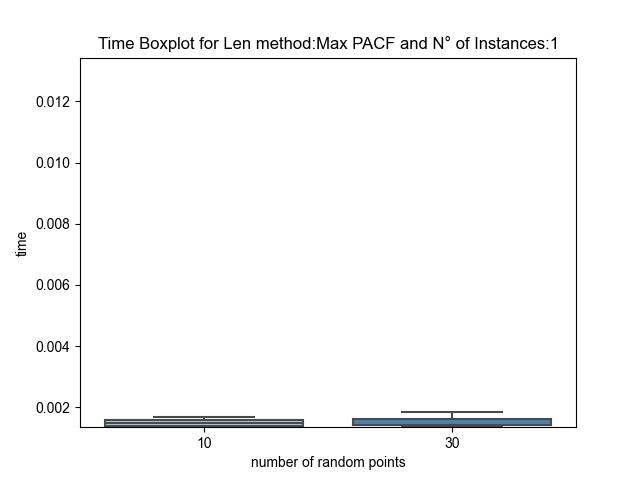 Time Boxplot for Len method:Max PACF and N° of Instances:1
0.012
0.010
0.008
0.006
0.004
0.002
time
10
30
number of random points